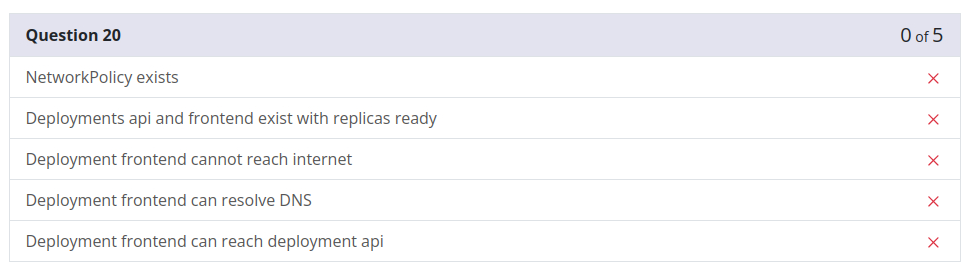 Question 20 0 of 5
NetworkPolicy exists
Deployments api and frontend exist with replicas ready
Deployment frontend cannot reach internet
Deployment frontend can resolve DNS
Deployment frontend can reach deployment api